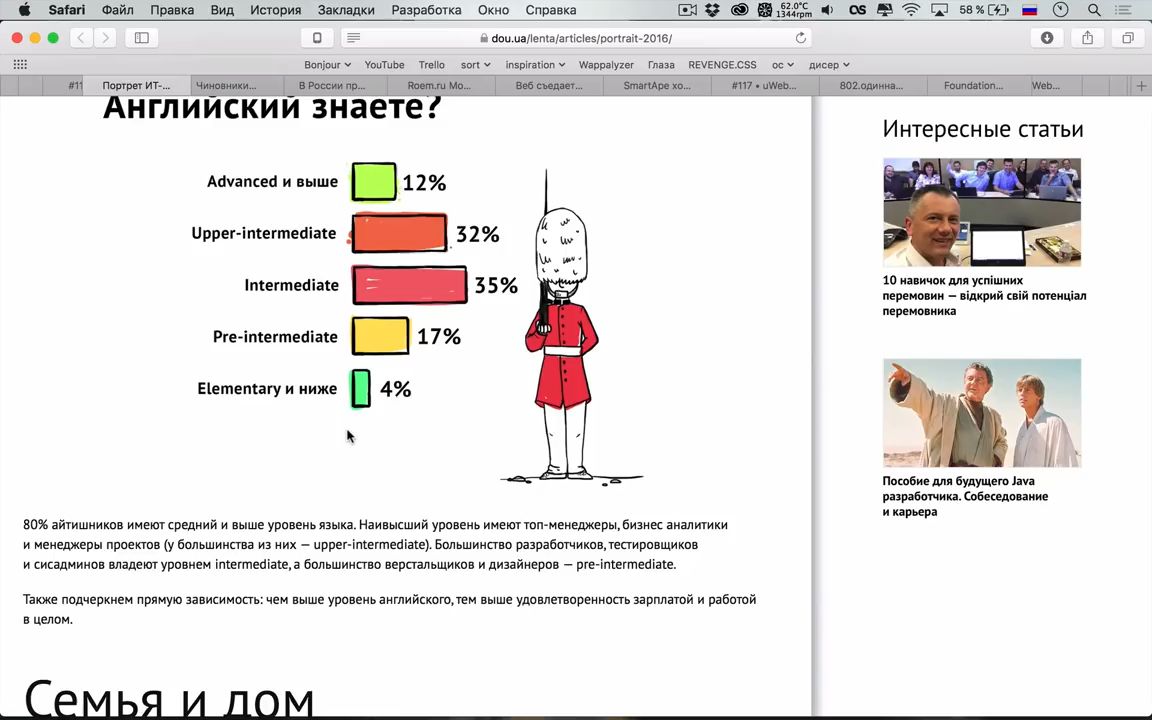 Safari Файл Правка Вид История Закладки Разработка Окно Справка 62.0°C 1344rpm 58 %
dou.ua/lenta/articles/portrait-2016/
Bonjour YouTube Trello sort inspiration Wappalyzer Глаза REVENGE.CSS ос дисер
#11 Портрет ИТ-... Чиновники... В России пр... Roem.ru Mo... Веб съедает... SmartApe хо... #117 • uWeb... 802.одинна... Foundation... Web...
Английский знаете?
Advanced и выше 12%
Upper-intermediate 32%
Intermediate 35%
Pre-intermediate 17%
Elementary и ниже 4%
80% айтишников имеют средний и выше уровень языка. Наивысший уровень имеют топ-менеджеры, бизнес аналитики
и менеджеры проектов (у большинства из них — upper-intermediate). Большинство разработчиков, тестировщиков
и сисадминов владеют уровнем intermediate, а большинство верстальщиков и дизайнеров — pre-intermediate.
Также подчеркнем прямую зависимость: чем выше уровень английского, тем выше удовлетворенность зарплатой и работой
в целом.
Семья и дом
Интересные статьи
10 навичок для успішних
перемовин — відкрий свій потенціал
перемовника
Пособие для будущего Java
разработчика. Собеседование
и карьера